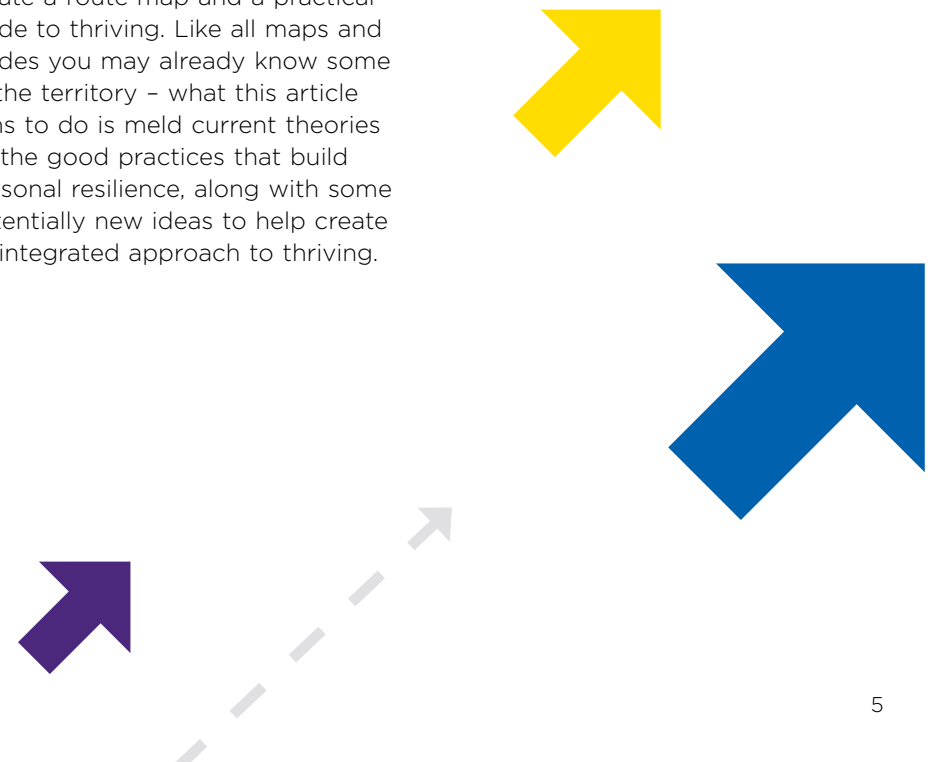 ate a route map and a practical
de to thriving. Like all maps and
des you may already know some
the territory – what this article
ns to do is meld current theories
the good practices that build
sonal resilience, along with some
tentially new ideas to help create
integrated approach to thriving.
5